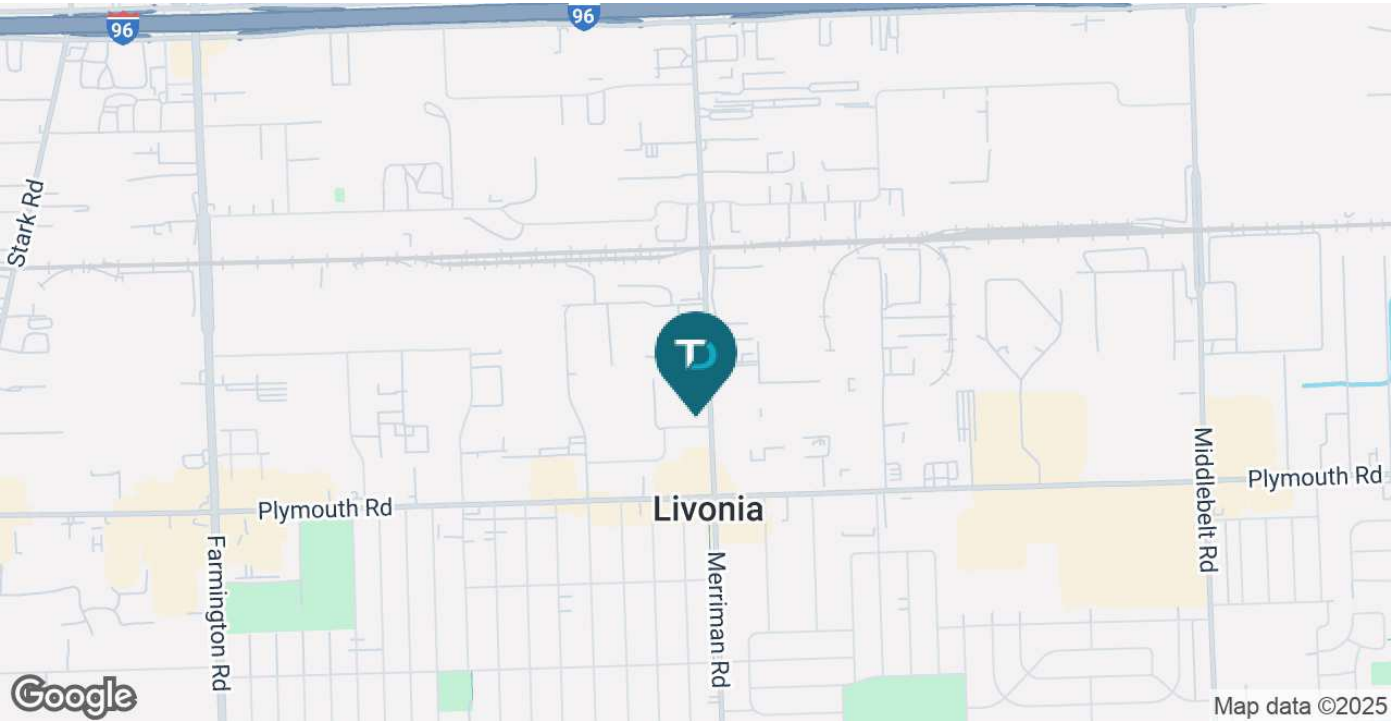 96
96
Stark Rd
TD
Plymouth Rd
Plymouth Rd
Livonia
Farmington Rd
Merriman Rd
Middlebelt Rd
Google
Map data ©2025